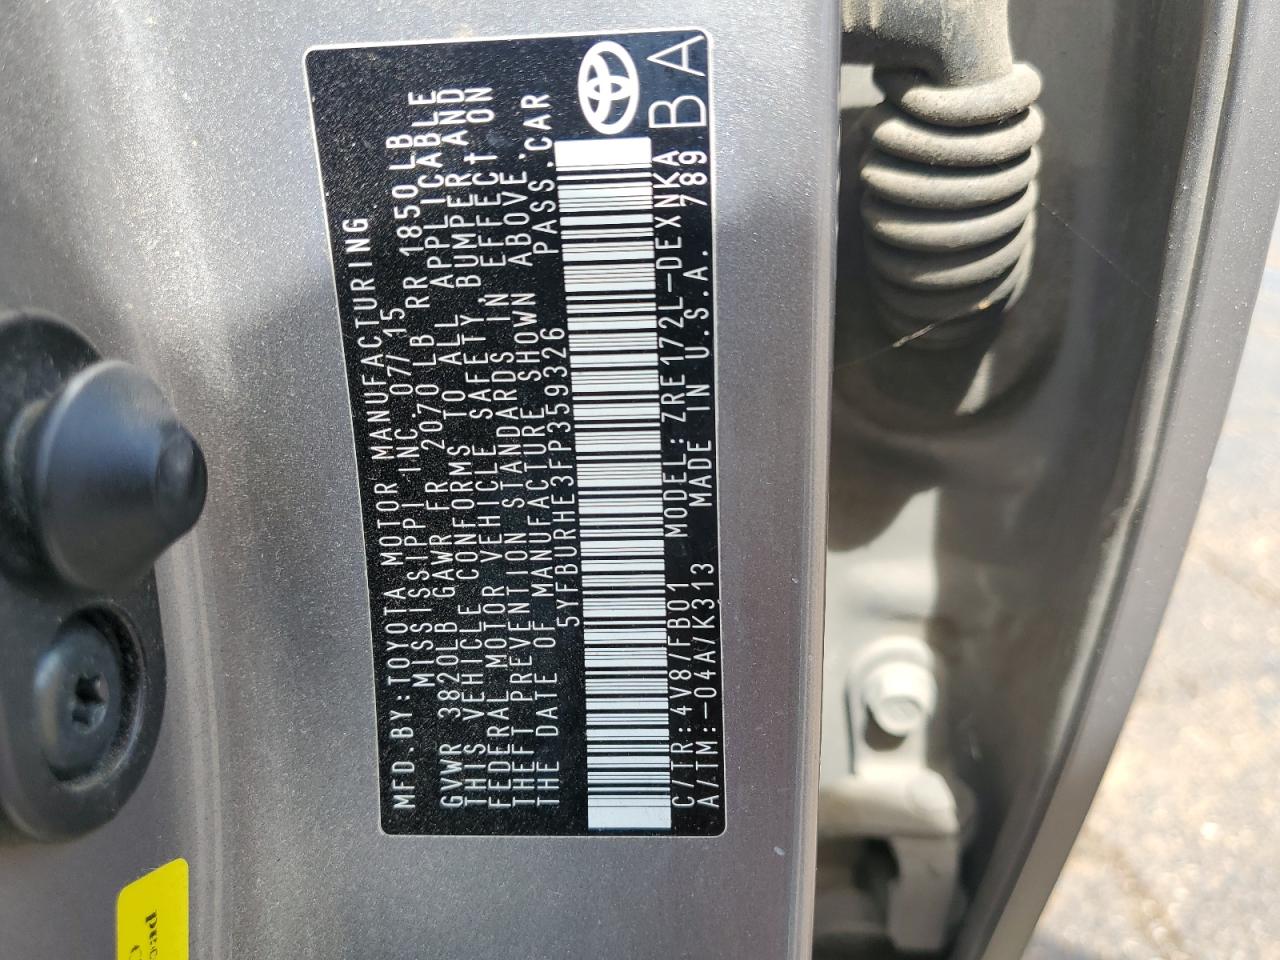 MFD.BY:TOYOTA MOTOR MANUFACTURING
MISSISSIPPI INC 07/15
GVWR 3820LB GAWR FR 2070LB RR 1850LB
THIS VEHICLE CONFORMS TO ALL APPLICABLE
FEDERAL MOTOR VEHICLE SAFETY, BUMPER AND
THEFT PREVENTION STANDARDS IN EFFECT ON
THE DATE OF MANUFACTURE SHOWN ABOVE.
5YFBURHE3FP359326 PASS.CAR
C/TR:4V8/FB01 MODEL:ZRE172L-DEXNKA
A/TM:-04A/K313 MADE IN U.S.A. 789
BA